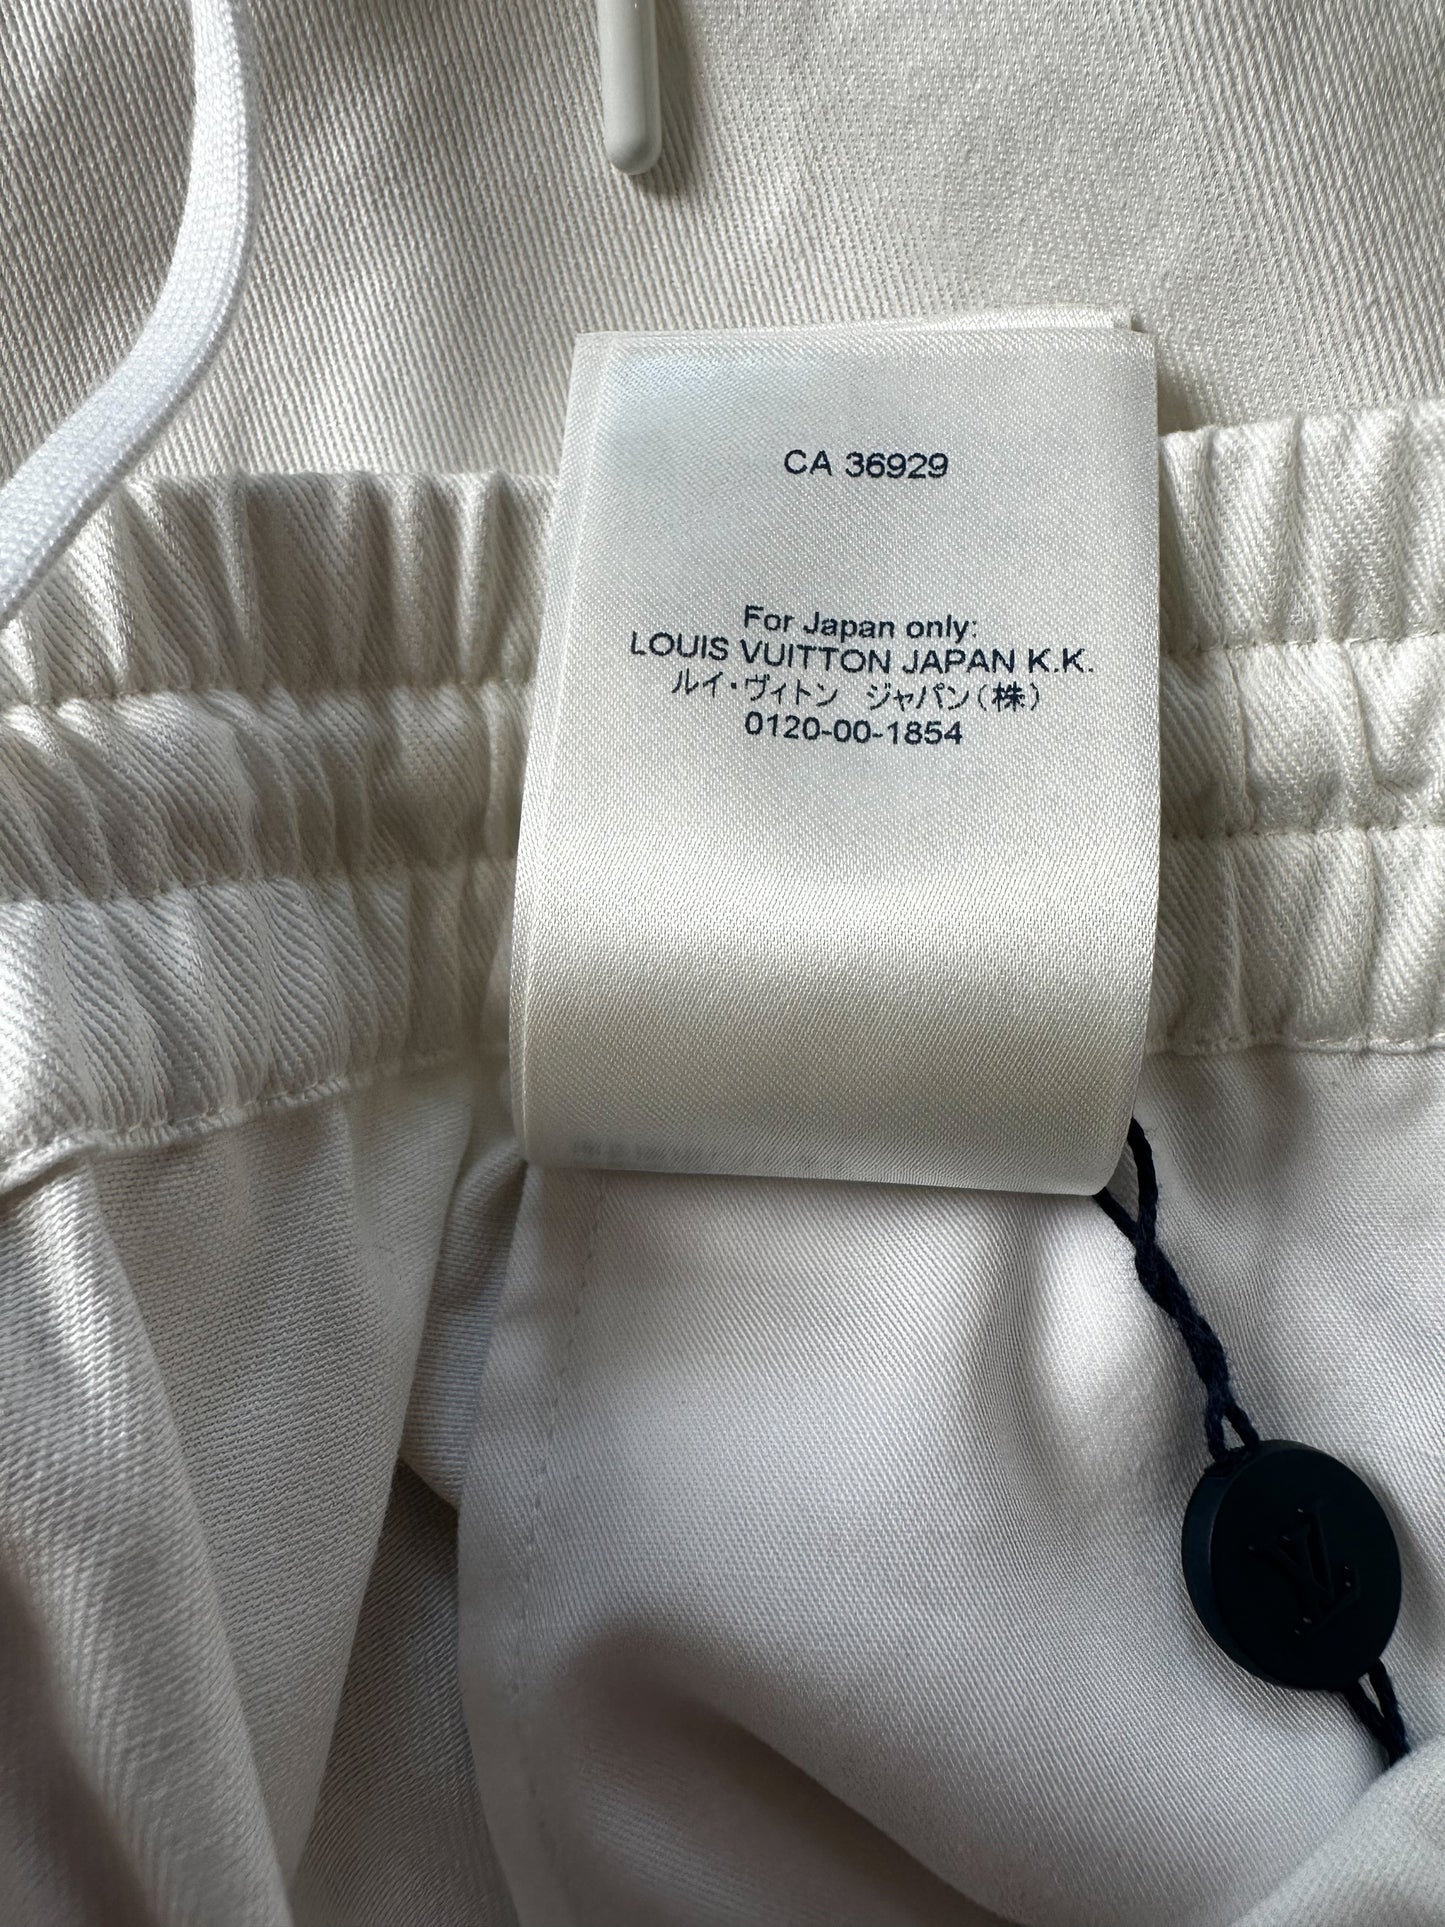 CA 36929
For Japan only:
LOUIS VUITTON JAPAN K.K.
ルイ・ヴィトン ジャパン(株)
0120-00-1854
LV